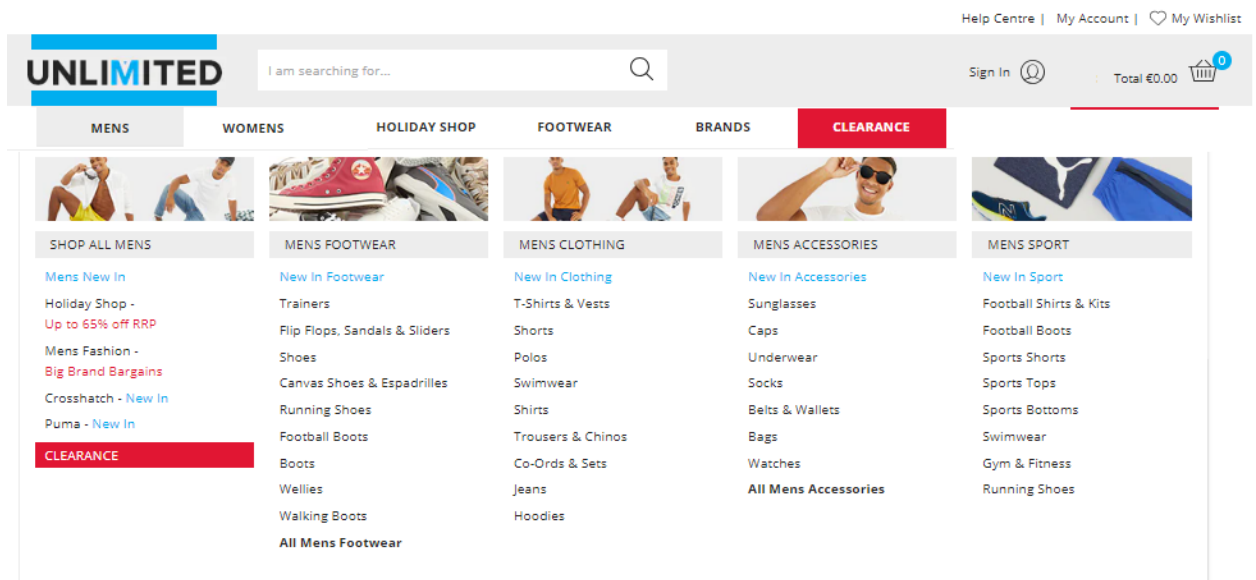 Help Centre | My Account | My Wishlist
UNLIMITED
I am searching for...
Sign In
Total €0.00
0
MENS
WOMENS
HOLIDAY SHOP
FOOTWEAR
BRANDS
CLEARANCE
SHOP ALL MENS
Mens New In
Holiday Shop -
Up to 65% off RRP
Mens Fashion -
Big Brand Bargains
Crosshatch - New In
Puma - New In
CLEARANCE
MENS FOOTWEAR
New In Footwear
Trainers
Flip Flops, Sandals & Sliders
Shoes
Canvas Shoes & Espadrilles
Running Shoes
Football Boots
Boots
Wellies
Walking Boots
All Mens Footwear
MENS CLOTHING
New In Clothing
T-Shirts & Vests
Shorts
Polos
Swimwear
Shirts
Trousers & Chinos
Co-Ords & Sets
Jeans
Hoodies
MENS ACCESSORIES
New In Accessories
Sunglasses
Caps
Underwear
Socks
Belts & Wallets
Bags
Watches
All Mens Accessories
MENS SPORT
New In Sport
Football Shirts & Kits
Football Boots
Sports Shorts
Sports Tops
Sports Bottoms
Swimwear
Gym & Fitness
Running Shoes